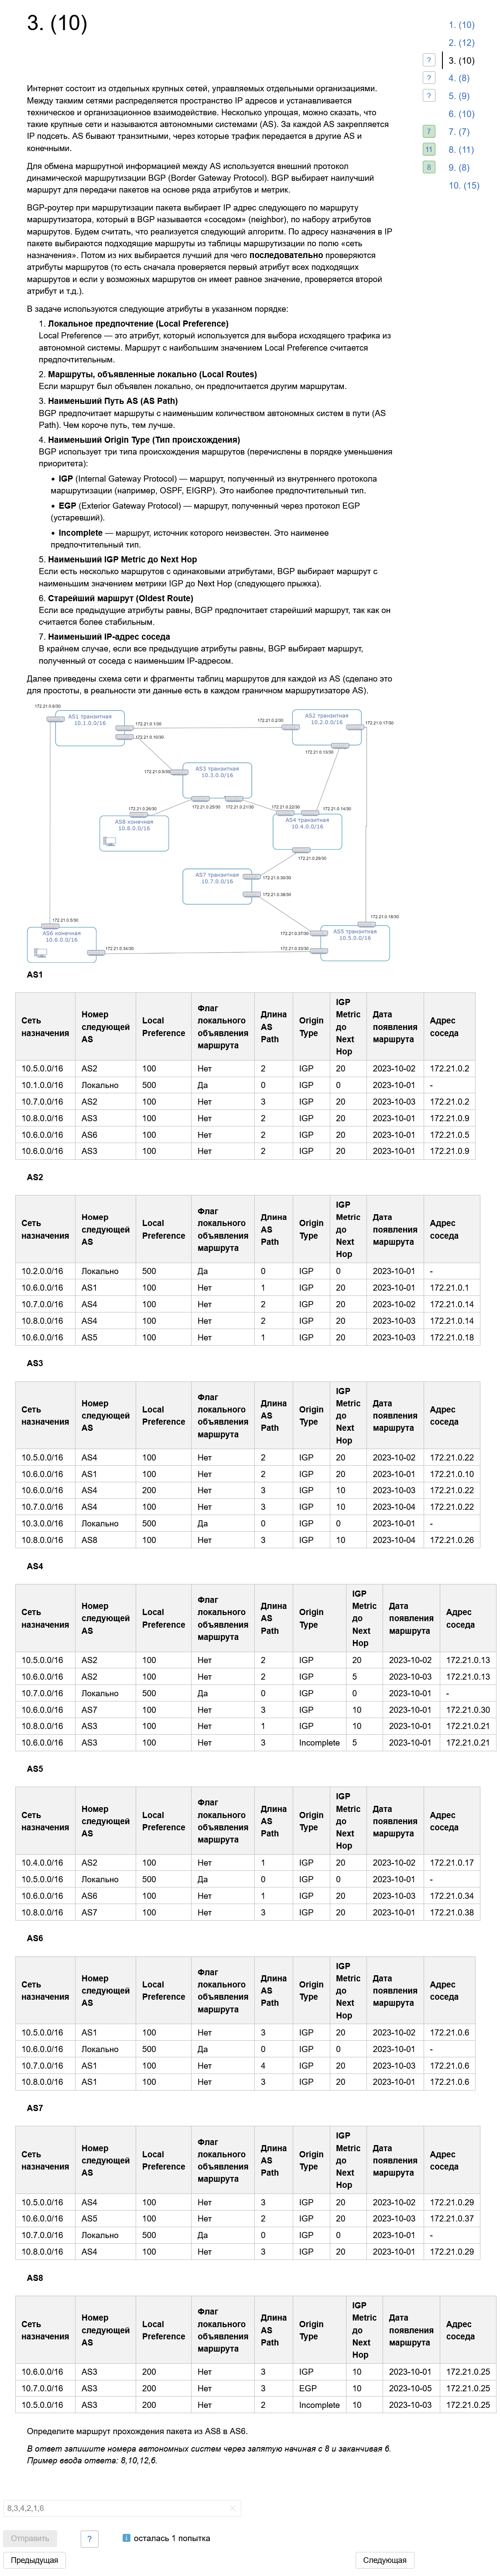 3. (10)
1. (10)
2. (12)
? 3. (10)
? 4. (8)
? 5. (9)
6. (10)
7 7. (7)
11 8. (11)
8 9. (8)
10. (15)
Интернет состоит из отдельных крупных сетей, управляемых отдельными организациями.
Между такими сетями распределяется пространство IP адресов и устанавливается
техническое и организационное взаимодействие. Несколько упрощая, можно сказать, что
такие крупные сети и называются автономными системами (AS). За каждой AS закрепляется
IP подсеть. AS бывают транзитными, через которые трафик передается в другие AS и
конечными.
Для обмена маршрутной информацией между AS используется внешний протокол
динамической маршрутизации BGP (Border Gateway Protocol). BGP выбирает наилучший
маршрут для передачи пакетов на основе ряда атрибутов и метрик.
BGP-роутер при маршрутизации пакета выбирает IP адрес следующего по маршруту
маршрутизатора, который в BGP называется «соседом» (neighbor), по набору атрибутов
маршрута. Будем считать, что реализуется следующий алгоритм. По адресу назначения в IP
пакете выбираются подходящие маршруты из таблицы маршрутизации по полю «сеть
назначения». Потом из них выбирается лучший для чего последовательно проверяются
атрибуты маршрута (то есть сначала проверяется первый атрибут всех подходящих
маршрутов и если у возможных маршрутов он имеет равное значение, проверяется второй
атрибут и т.д.).
В задаче используются следующие атрибуты в указанном порядке:
1. Локальное предпочтение (Local Preference)
Local Preference — это атрибут, который используется для выбора исходящего трафика из
автономной системы. Маршрут с наибольшим значением Local Preference считается
предпочтительным.
2. Маршруты, объявленные локально (Local Routes)
Если маршрут был объявлен локально, он предпочитается другим маршрутам.
3. Наименьший Путь AS (AS Path)
BGP предпочитает маршруты с наименьшим количеством автономных систем в пути (AS
Path). Чем короче путь, тем лучше.
4. Наименьший Origin Type (Тип происхождения)
BGP использует три типа происхождения маршрутов (перечислены в порядке уменьшения
приоритета):
• IGP (Internal Gateway Protocol) — маршрут, полученный из внутреннего протокола
маршрутизации (например, OSPF, EIGRP). Это наиболее предпочтительный тип.
• EGP (Exterior Gateway Protocol) — маршрут, полученный через протокол EGP
(устаревший).
• Incomplete — маршрут, источник которого неизвестен. Это наименее
предпочтительный тип.
5. Наименьший IGP Metric до Next Hop
Если есть несколько маршрутов с одинаковыми атрибутами, BGP выбирает маршрут с
наименьшим значением метрики IGP до Next Hop (следующего прыжка).
6. Старейший маршрут (Oldest Route)
Если все предыдущие атрибуты равны, BGP предпочитает старейший маршрут, так как он
считается более стабильным.
7. Наименьший IP-адрес соседа
В крайнем случае, если все предыдущие атрибуты равны, BGP выбирает маршрут,
полученный от соседа с наименьшим IP-адресом.
Далее приведены схема сети и фрагменты таблиц маршрутов для каждой из AS (сделано это
для простоты, в реальности эти данные есть в каждом граничном маршрутизаторе AS).
172.21.0.6/30
AS1 транзитная
10.1.0.0/16
172.21.0.1/30
172.21.0.10/30
172.21.0.2/30
AS2 транзитная
10.2.0.0/16
172.21.0.17/30
172.21.0.13/30
172.21.0.9/30
AS3 транзитная
10.3.0.0/16
172.21.0.26/30
172.21.0.25/30
172.21.0.21/30
172.21.0.22/30
172.21.0.14/30
AS8 конечная
10.8.0.0/16
AS4 транзитная
10.4.0.0/16
172.21.0.29/30
AS7 транзитная
10.7.0.0/16
172.21.0.30/30
172.21.0.38/30
172.21.0.5/30
172.21.0.18/30
AS6 конечная
10.6.0.0/16
172.21.0.34/30
172.21.0.37/30
172.21.0.33/30
AS5 транзитная
10.5.0.0/16
AS1
Сеть назначения Номер следующей AS Local Preference Флаг локального объявления маршрута Длина AS Path Origin Type IGP Metric до Next Hop Дата появления маршрута Адрес соседа
10.5.0.0/16 AS2 100 Нет 2 IGP 20 2023-10-02 172.21.0.2
10.1.0.0/16 Локально 500 Да 0 IGP 0 2023-10-01 -
10.7.0.0/16 AS2 100 Нет 3 IGP 20 2023-10-03 172.21.0.2
10.8.0.0/16 AS3 100 Нет 2 IGP 20 2023-10-01 172.21.0.9
10.6.0.0/16 AS6 100 Нет 2 IGP 20 2023-10-01 172.21.0.5
10.6.0.0/16 AS3 100 Нет 2 IGP 20 2023-10-01 172.21.0.9
AS2
Сеть назначения Номер следующей AS Local Preference Флаг локального объявления маршрута Длина AS Path Origin Type IGP Metric до Next Hop Дата появления маршрута Адрес соседа
10.2.0.0/16 Локально 500 Да 0 IGP 0 2023-10-01 -
10.6.0.0/16 AS1 100 Нет 1 IGP 20 2023-10-01 172.21.0.1
10.7.0.0/16 AS4 100 Нет 2 IGP 20 2023-10-02 172.21.0.14
10.8.0.0/16 AS4 100 Нет 2 IGP 20 2023-10-03 172.21.0.14
10.6.0.0/16 AS5 100 Нет 1 IGP 20 2023-10-03 172.21.0.18
AS3
Сеть назначения Номер следующей AS Local Preference Флаг локального объявления маршрута Длина AS Path Origin Type IGP Metric до Next Hop Дата появления маршрута Адрес соседа
10.5.0.0/16 AS4 100 Нет 2 IGP 20 2023-10-02 172.21.0.22
10.6.0.0/16 AS1 100 Нет 2 IGP 20 2023-10-01 172.21.0.10
10.6.0.0/16 AS4 200 Нет 3 IGP 10 2023-10-03 172.21.0.22
10.7.0.0/16 AS4 100 Нет 3 IGP 10 2023-10-04 172.21.0.22
10.3.0.0/16 Локально 500 Да 0 IGP 0 2023-10-01 -
10.8.0.0/16 AS8 100 Нет 3 IGP 10 2023-10-04 172.21.0.26
AS4
Сеть назначения Номер следующей AS Local Preference Флаг локального объявления маршрута Длина AS Path Origin Type IGP Metric до Next Hop Дата появления маршрута Адрес соседа
10.5.0.0/16 AS2 100 Нет 2 IGP 20 2023-10-02 172.21.0.13
10.6.0.0/16 AS2 100 Нет 2 IGP 5 2023-10-03 172.21.0.13
10.7.0.0/16 Локально 500 Да 0 IGP 0 2023-10-01 -
10.6.0.0/16 AS7 100 Нет 3 IGP 10 2023-10-01 172.21.0.30
10.8.0.0/16 AS3 100 Нет 1 IGP 10 2023-10-01 172.21.0.21
10.6.0.0/16 AS3 100 Нет 3 Incomplete 5 2023-10-01 172.21.0.21
AS5
Сеть назначения Номер следующей AS Local Preference Флаг локального объявления маршрута Длина AS Path Origin Type IGP Metric до Next Hop Дата появления маршрута Адрес соседа
10.4.0.0/16 AS2 100 Нет 1 IGP 20 2023-10-02 172.21.0.17
10.5.0.0/16 Локально 500 Да 0 IGP 0 2023-10-01 -
10.6.0.0/16 AS6 100 Нет 1 IGP 20 2023-10-03 172.21.0.34
10.8.0.0/16 AS7 100 Нет 3 IGP 20 2023-10-01 172.21.0.38
AS6
Сеть назначения Номер следующей AS Local Preference Флаг локального объявления маршрута Длина AS Path Origin Type IGP Metric до Next Hop Дата появления маршрута Адрес соседа
10.5.0.0/16 AS1 100 Нет 3 IGP 20 2023-10-02 172.21.0.6
10.6.0.0/16 Локально 500 Да 0 IGP 0 2023-10-01 -
10.7.0.0/16 AS1 100 Нет 4 IGP 20 2023-10-03 172.21.0.6
10.8.0.0/16 AS1 100 Нет 3 IGP 20 2023-10-01 172.21.0.6
AS7
Сеть назначения Номер следующей AS Local Preference Флаг локального объявления маршрута Длина AS Path Origin Type IGP Metric до Next Hop Дата появления маршрута Адрес соседа
10.5.0.0/16 AS4 100 Нет 3 IGP 20 2023-10-02 172.21.0.29
10.6.0.0/16 AS5 100 Нет 2 IGP 20 2023-10-03 172.21.0.37
10.7.0.0/16 Локально 500 Да 0 IGP 0 2023-10-01 -
10.8.0.0/16 AS4 100 Нет 3 IGP 20 2023-10-01 172.21.0.29
AS8
Сеть назначения Номер следующей AS Local Preference Флаг локального объявления маршрута Длина AS Path Origin Type IGP Metric до Next Hop Дата появления маршрута Адрес соседа
10.6.0.0/16 AS3 200 Нет 3 IGP 10 2023-10-01 172.21.0.25
10.7.0.0/16 AS3 200 Нет 3 EGP 10 2023-10-05 172.21.0.25
10.5.0.0/16 AS3 200 Нет 2 Incomplete 10 2023-10-03 172.21.0.25
Определите маршрут прохождения пакета из AS8 в AS6.
В ответ запишите номера автономных систем через запятую начиная с 8 и заканчивая 6.
Пример ввода ответа: 8,10,12,6.
8,3,4,2,1,6
Отправить ? осталась 1 попытка
Предыдущая Следующая